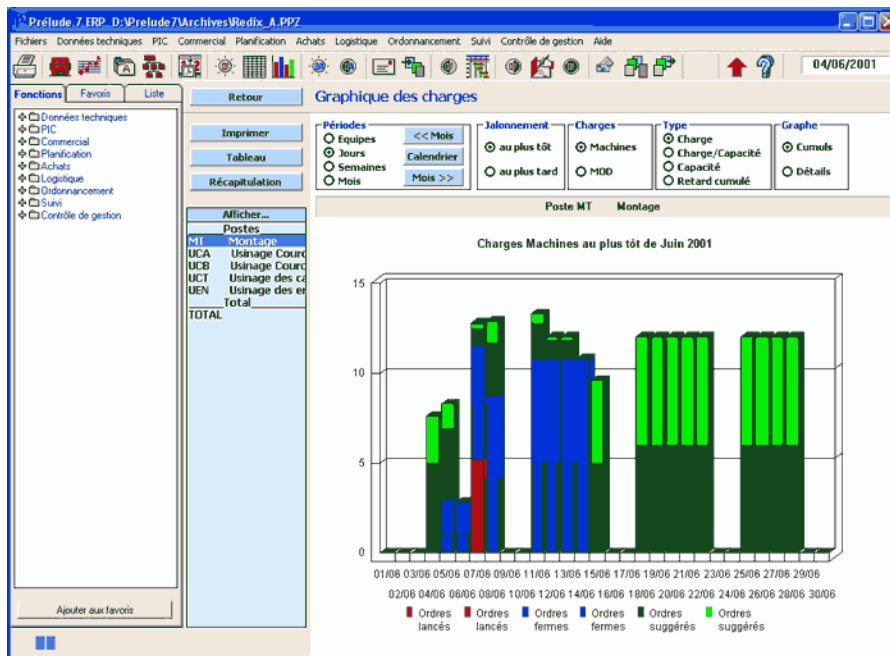 Prélude 7 ERP D:\Prelude7\Archives\Redix_A.PPZ
Fichiers Données techniques PIC Commercial Planification Achats Logistique Ordonnancement Suivi Contrôle de gestion Aide
04/06/2001
Fonctions Favoris Liste
Données techniques
PIC
Commercial
Planification
Achats
Logistique
Ordonnancement
Suivi
Contrôle de gestion
Ajouter aux favoris
Retour
Imprimer
Tableau
Récapitulation
Afficher...
Postes
MT Montage
UCA Usinage Courc
UCB Usinage Courc
UCT Usinage des ca
UEN Usinage des er
Total
TOTAL
Graphique des charges
Périodes
Equipes
Jours
Semaines
Mois
<< Mois
Calendrier
Mois >>
Jalonnement
au plus tôt
au plus tard
Charges
Machines
MOD
Type
Charge
Charge/Capacité
Capacité
Retard cumulé
Graphe
Cumuls
Détails
Poste MT Montage
Charges Machines au plus tôt de Juin 2001
15
10
5
0
01/06 03/06 05/06 07/06 09/06 11/06 13/06 15/06 17/06 19/06 21/06 23/06 25/06 27/06 29/06
02/06 04/06 06/06 08/06 10/06 12/06 14/06 16/06 18/06 20/06 22/06 24/06 26/06 28/06 30/06
Ordres Ordres Ordres Ordres Ordres Ordres
lancés lancés fermes fermes suggérés suggérés